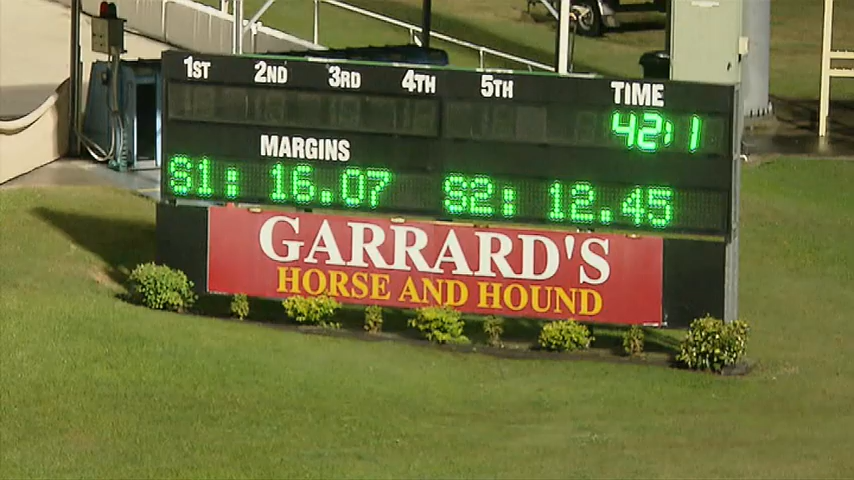 1ST 2ND 3RD 4TH 5TH TIME
42:1
MARGINS
S1: 16.07 S2: 12.45
GARRARD'S
HORSE AND HOUND